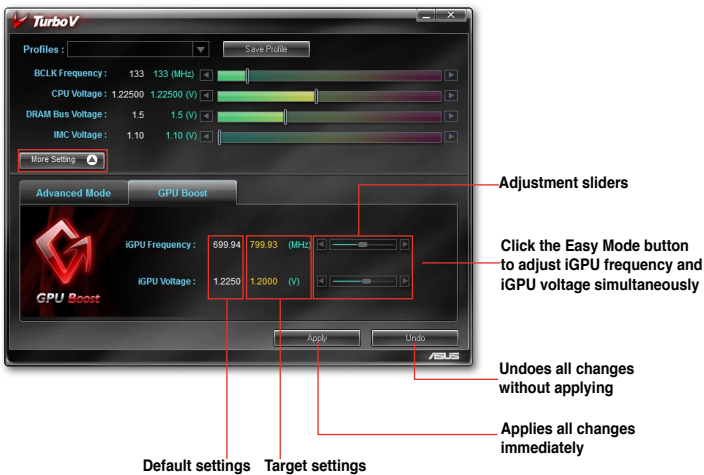 TurboV
Profiles :
Save Profile
BCLK Frequency : 133 133 (MHz)
CPU Voltage : 1.22500 1.22500 (V)
DRAM Bus Voltage : 1.5 1.5 (V)
IMC Voltage : 1.10 1.10 (V)
More Setting
Advanced Mode GPU Boost
iGPU Frequency : 699.94 799.93 (MHz)
iGPU Voltage : 1.2250 1.2000 (V)
GPU Boost
Apply Undo
ASUS
Adjustment sliders
Click the Easy Mode button
to adjust iGPU frequency and
iGPU voltage simultaneously
Undoes all changes
without applying
Applies all changes
immediately
Default settings Target settings